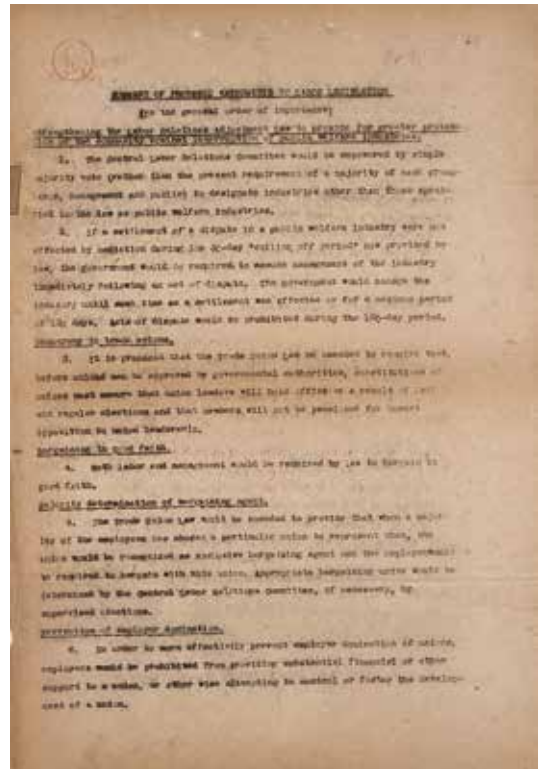 SUMMARY OF PROPOSED AMENDMENTS TO LABOR LEGISLATION
(In the general order of importance)
Strengthening the Labor Relations Adjustment Law to provide for greater protec-
tion of the community against interruption of public welfare industries.
1. The Central Labor Relations Committee would be empowered by simple
majority vote (rather than the present requirement of a majority of each group
labor, management and public) to designate industries other than those speci-
fied in the law as public welfare industries.
2. If a settlement of a dispute in a public welfare industry were not
effected by mediation during the 30-day "cooling off period" now provided by
law, the government would be required to assume management of the industry
immediately following an act of dispute. The government would manage the
industry until such time as a settlement was effected or for a maximum period
of days. Acts of dispute would be prohibited during the period.
Democracy in trade unions.
3. It is proposed that the Trade Union Law be amended to require that,
before unions can be approved by governmental authorities, constitutions of
unions must ensure that union leaders will hold office as a result of
and regular elections and that members will not be penalized for honest
opposition to union leadership.
Bargaining in good faith.
4. Both labor and management would be required by law to bargain in
good faith.
Majority determination of bargaining agent.
5. The Trade Union Law would be amended to provide that when a major-
ity of the employees has chosen a particular union to represent them, the
union would be recognized as exclusive bargaining agent and the employer would
be required to bargain with this union. Appropriate bargaining units would be
determined by the Central Labor Relations Committee, if necessary, by
supervised elections.
Prevention of employer domination.
6. In order to more effectively prevent employer domination of unions,
employers would be prohibited from providing substantial financial or other
support to a union, or other wise attempting to control or foster the develop-
ment of a union.